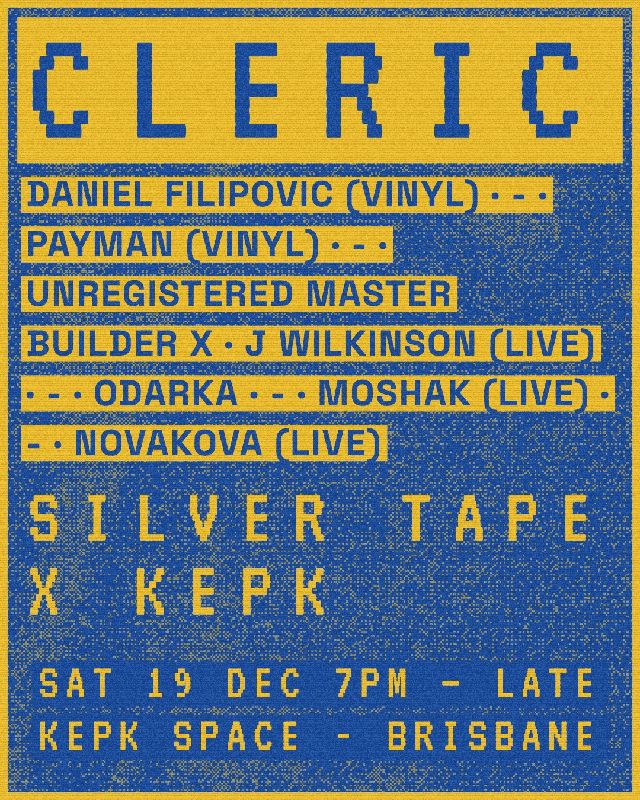 CLERIC
DANIEL FILIPOVIC (VINYL) · - ·
PAYMAN (VINYL) · - ·
UNREGISTERED MASTER
BUILDER X · J WILKINSON (LIVE)
· - · ODARKA · - · MOSHAK (LIVE) ·
- · NOVAKOVA (LIVE)
SILVER TAPE
X KEPK
SAT 19 DEC 7PM - LATE
KEPK SPACE - BRISBANE